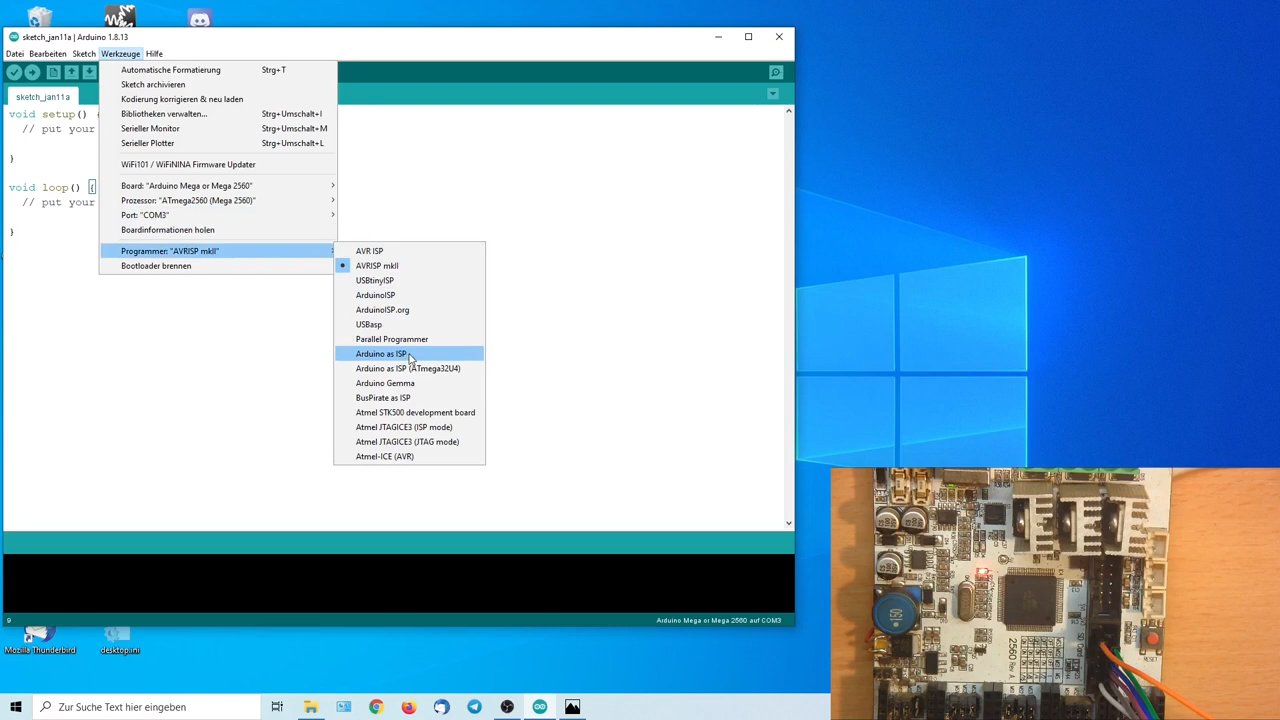 sketch_jan11a | Arduino 1.8.13
Datei Bearbeiten Sketch Werkzeuge Hilfe
Automatische Formatierung Strg+T
Sketch archivieren
Kodierung korrigieren & neu laden
Bibliotheken verwalten... Strg+Umschalt+I
Serieller Monitor Strg+Umschalt+M
Serieller Plotter Strg+Umschalt+L
WiFi101 / WiFiNINA Firmware Updater
Board: "Arduino Mega or Mega 2560"
Prozessor: "ATmega2560 (Mega 2560)"
Port: "COM3"
Boardinformationen holen
Programmer: "AVRISP mkII"
Bootloader brennen
AVR ISP
AVRISP mkII
USBtinyISP
ArduinoISP
ArduinoISP.org
USBasp
Parallel Programmer
Arduino as ISP
Arduino as ISP (ATmega32U4)
Arduino Gemma
BusPirate as ISP
Atmel STK500 development board
Atmel JTAGICE3 (ISP mode)
Atmel JTAGICE3 (JTAG mode)
Atmel-ICE (AVR)
sketch_jan11a
void setup() {
// put your
}
void loop() {
// put your
}
9
Arduino Mega or Mega 2560 auf COM3
Mozilla Thunderbird
desktop.ini
Zur Suche Text hier eingeben
2560 Rev A
RESET
150